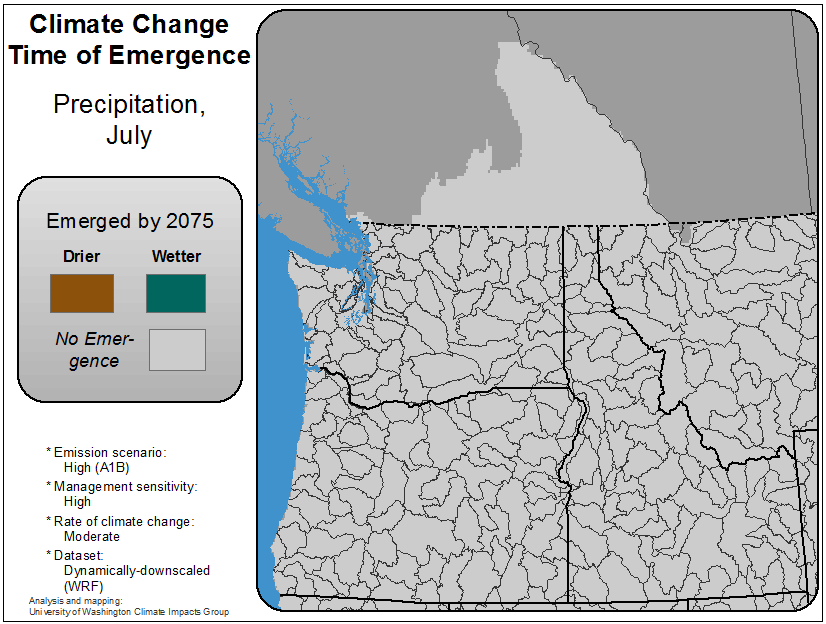 Climate Change
Time of Emergence
Precipitation,
July
Emerged by 2075
Drier Wetter
No Emer-
gence
* Emission scenario:
High (A1B)
* Management sensitivity:
High
* Rate of climate change:
Moderate
* Dataset:
Dynamically-downscaled
(WRF)
Analysis and mapping:
University of Washington Climate Impacts Group